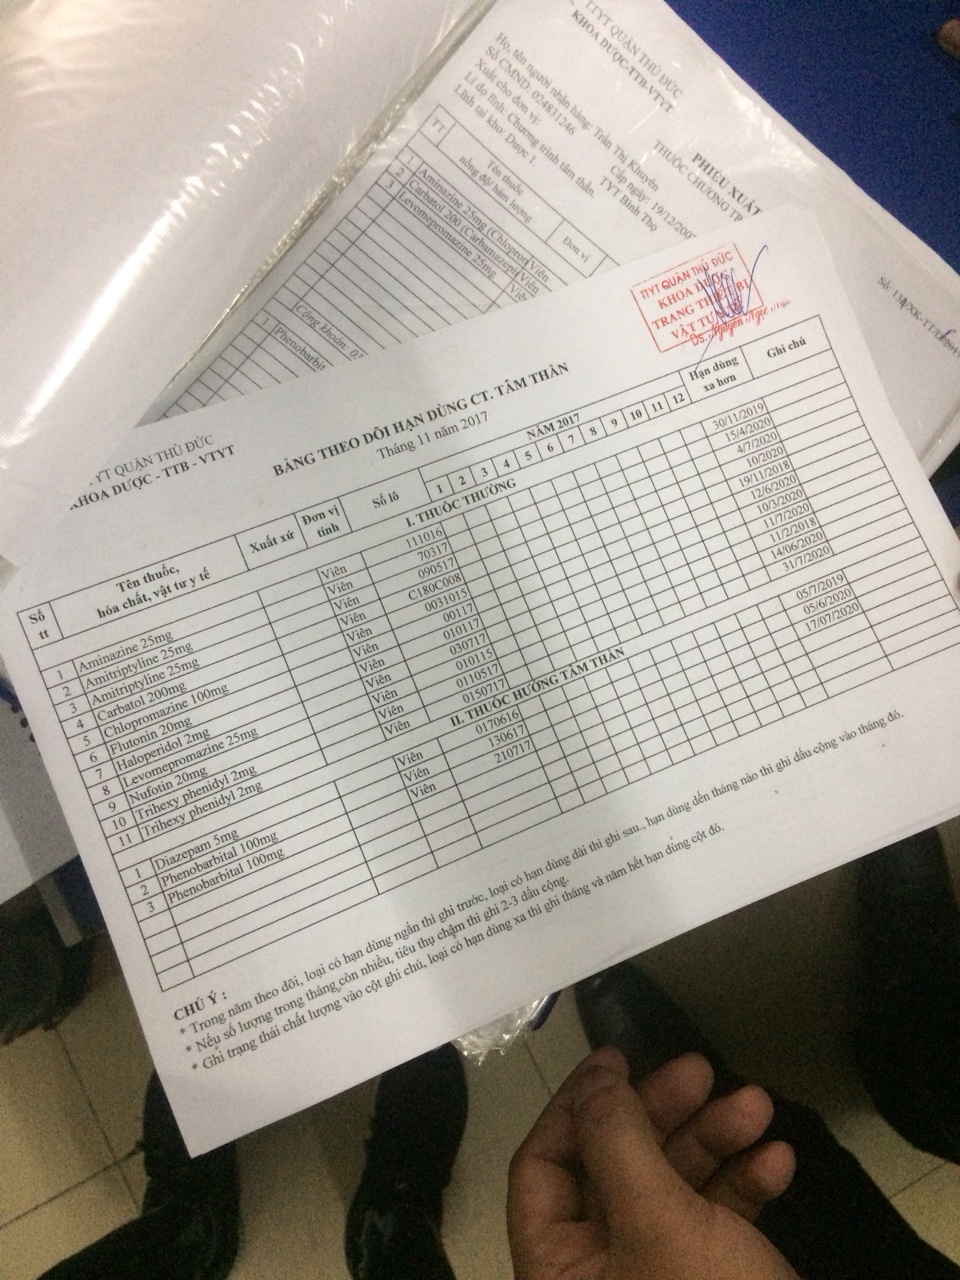 TTYT QUẬN THỦ ĐỨC
KHOA DƯỢC-TTB-VTYT
PHIẾU XUẤT
THUỐC CHƯƠNG TR
Họ, tên người nhận hàng: Trần Thị Khuyên
Số CMND: 024831246 Cấp ngày: 19/12/200
Xuất cho đơn vị: TYT Bình Thọ
Lí do lĩnh: Chương trình tâm thần.
Lĩnh tại kho: Dược 1.
TT Tên thuốc nồng độ/ hàm lượng Đơn vị
1 Aminazine 25mg (Chlopron Viên
2 Carbatol 200 (Carbamazepi Viên
3 Levomepromazine 25mg
Cộng khoản: 03
1 Phenobarbit
TTYT QUẬN THỦ ĐỨC
KHOA DƯỢC
TRANG THIẾT BỊ
VẬT TƯ
DS. Nguyễn Ngọc
YT QUẬN THỦ ĐỨC
KHOA DƯỢC - TTB - VTYT
BẢNG THEO DÕI HẠN DÙNG CT. TÂM THẦN
Tháng 11 năm 2017
Số tt Tên thuốc, hóa chất, vật tư y tế Xuất xứ Đơn vị tính Số lô NĂM 2017 Hạn dùng xa hơn Ghi chú
1 2 3 4 5 6 7 8 9 10 11 12
I. THUỐC THƯỜNG
1 Aminazine 25mg Viên 111016 30/11/2019
2 Amitriptyline 25mg Viên 70317 15/4/2020
3 Amitriptyline 25mg Viên 090517 4/7/2020
4 Carbatol 200mg Viên C180C008 10/2020
5 Chlopromazine 100mg Viên 0031015 19/11/2018
6 Flutonin 20mg Viên 00117 12/6/2020
7 Haloperidol 2mg Viên 010117 10/3/2020
8 Levomepromazine 25mg Viên 030717 11/7/2020
9 Nufotin 20mg Viên 010115 11/2/2018
10 Trihexy phenidyl 2mg Viên 0110517 14/06/2020
11 Trihexy phenidyl 2mg Viên 0150717 31/7/2020
II. THUỐC HƯỚNG TÂM THẦN
1 Diazepam 5mg Viên 0170616 05/7/2019
2 Phenobarbital 100mg Viên 130617 05/6/2020
3 Phenobarbital 100mg Viên 210717 17/07/2020
CHÚ Ý :
* Trong năm theo dõi, loại có hạn dùng ngắn thì ghi trước, loại có hạn dùng dài thì ghi sau., hạn dùng đến tháng nào thì ghi dấu cộng vào tháng đó.
* Nếu số lượng trong tháng còn nhiều, tiêu thụ chậm thì ghi 2-3 dấu cộng.
* Ghi trạng thái chất lượng vào cột ghi chú, loại có hạn dùng xa thì ghi tháng và năm hết hạn dùng cột đó.